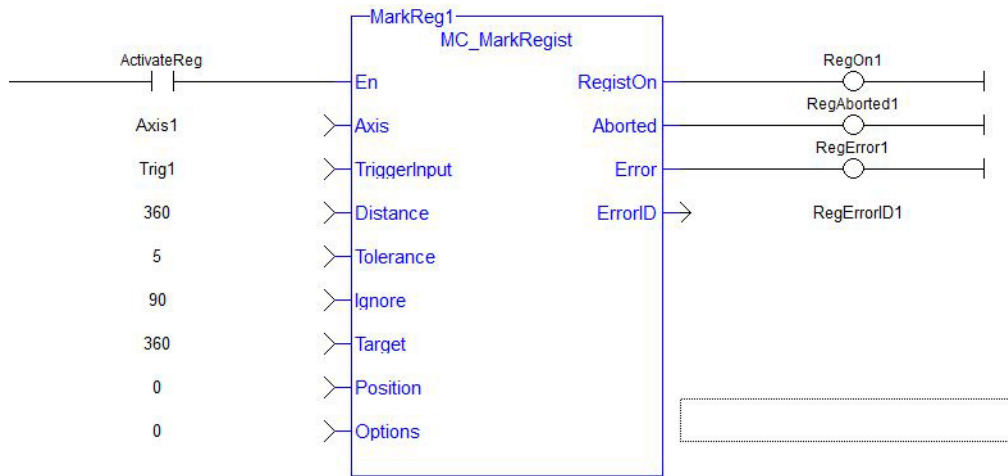 MarkReg1
MC_MarkRegist
ActivateReg
En
RegistOn
RegOn1
Axis1
Axis
Aborted
RegAborted1
Trig1
TriggerInput
Error
RegError1
360
Distance
ErrorID
RegErrorID1
5
Tolerance
90
Ignore
360
Target
0
Position
0
Options